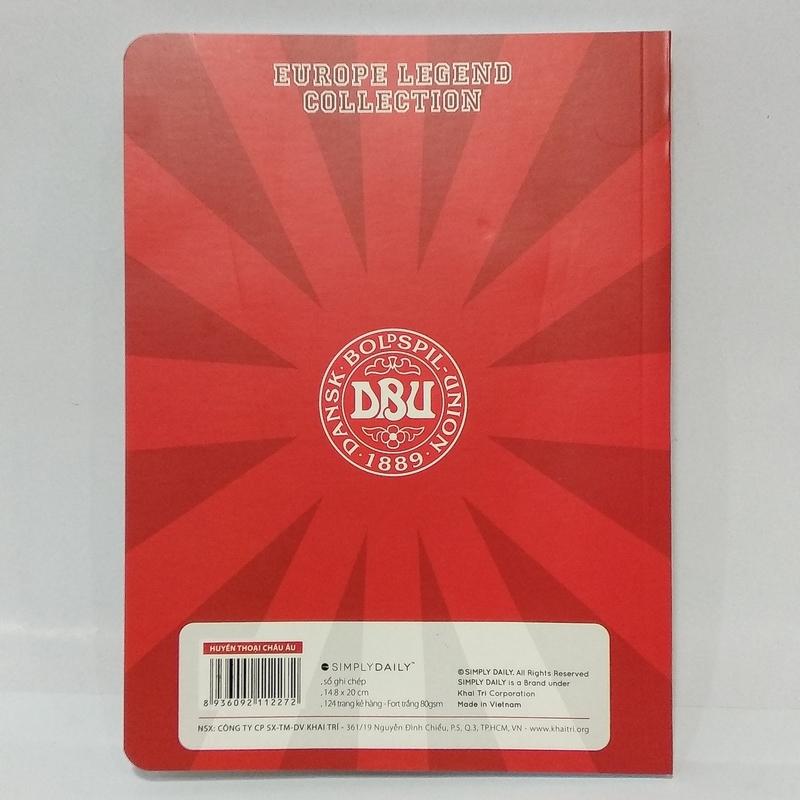 EUROPE LEGEND
COLLECTION
DANSK · BOLDSPIL-UNION
DBU
· 1889 ·
HUYỀN THOẠI CHÂU ÂU
8 936092 112272
SIMPLYDAILY™
. sổ ghi chép
. 14.8 x 20 cm
. 124 trang kẻ hàng - Fort trắng 80gsm
© SIMPLY DAILY. All Rights Reserved
SIMPLY DAILY is a Brand under
Khai Tri Corporation
Made in Vietnam
NSX: CÔNG TY CP SX-TM-DV KHAI TRÍ - 361/19 Nguyễn Đình Chiểu, P.5, Q.3, TP.HCM, VN - www.khaitri.org